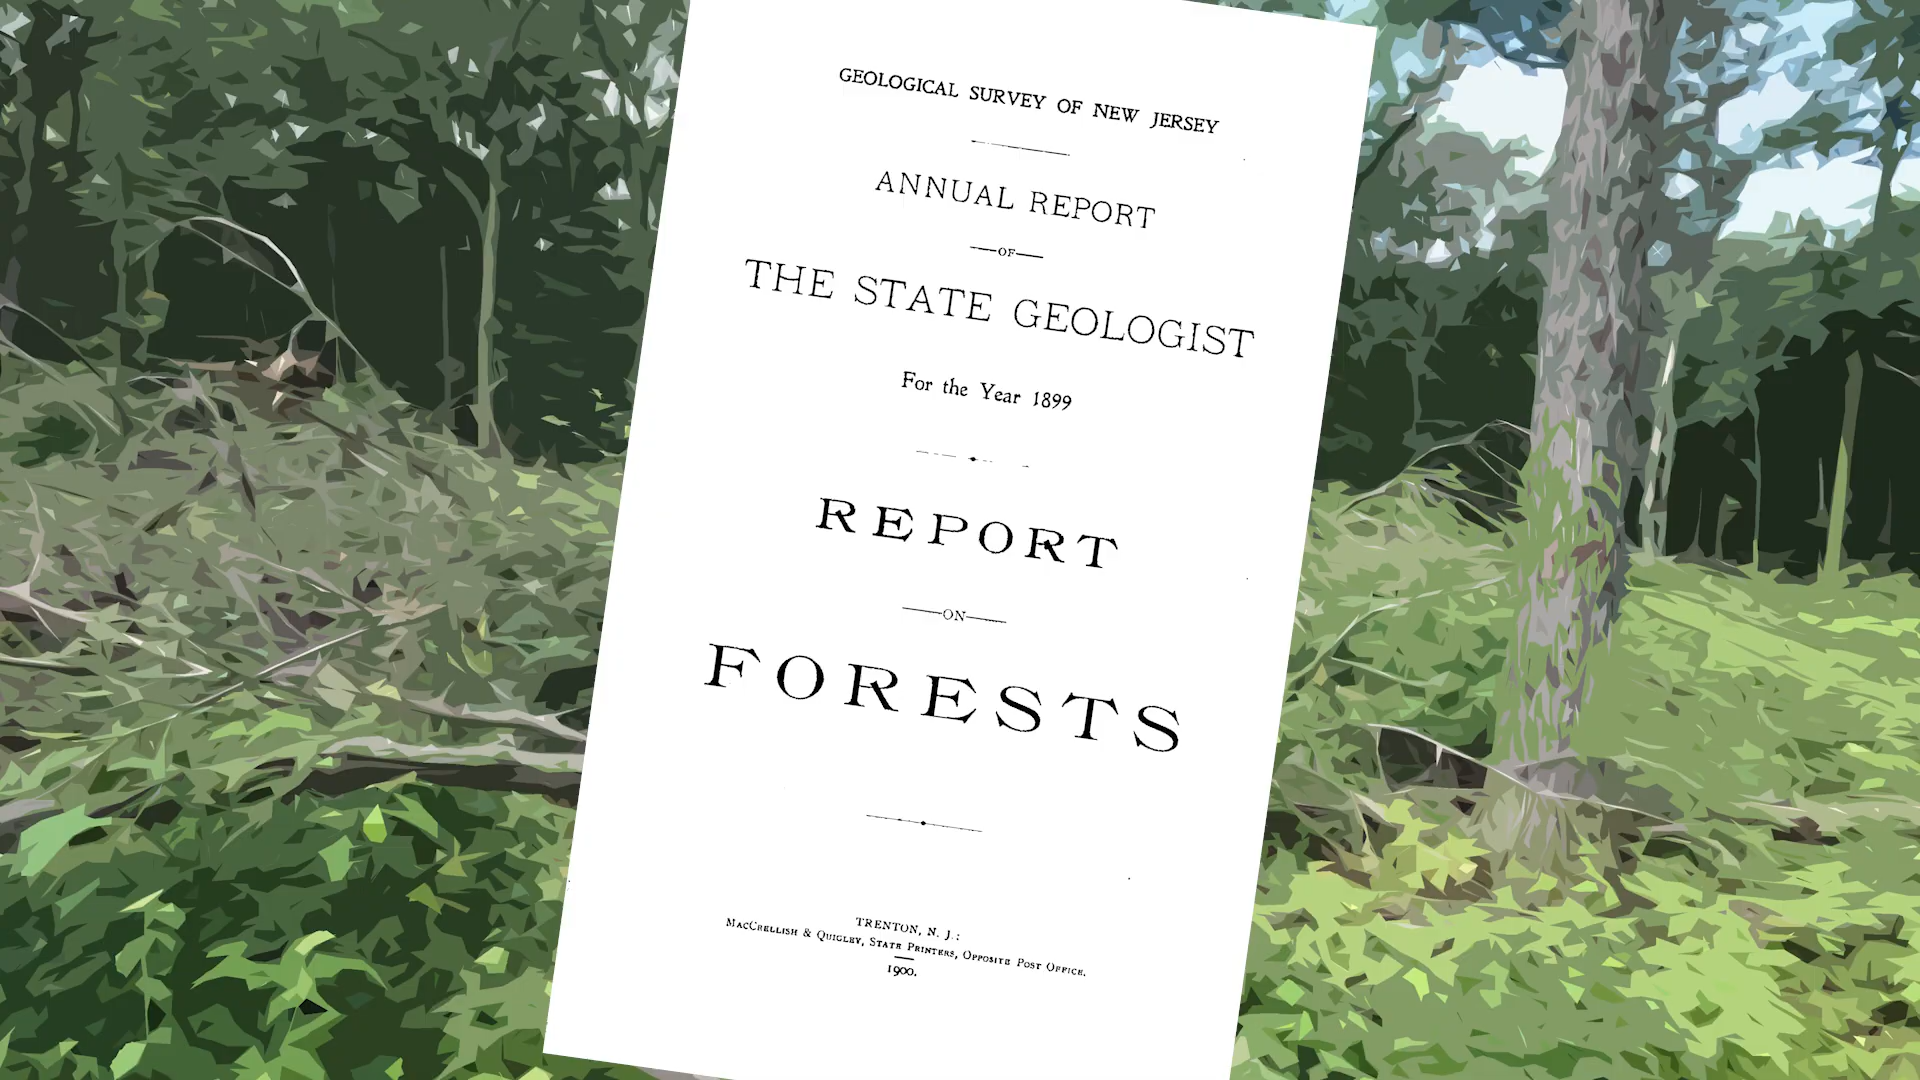 GEOLOGICAL SURVEY OF NEW JERSEY
ANNUAL REPORT
OF
THE STATE GEOLOGIST
For the Year 1899
REPORT
ON
FORESTS
TRENTON, N. J.:
MacCrellish & Quigley, State Printers, Opposite Post Office.
1900.